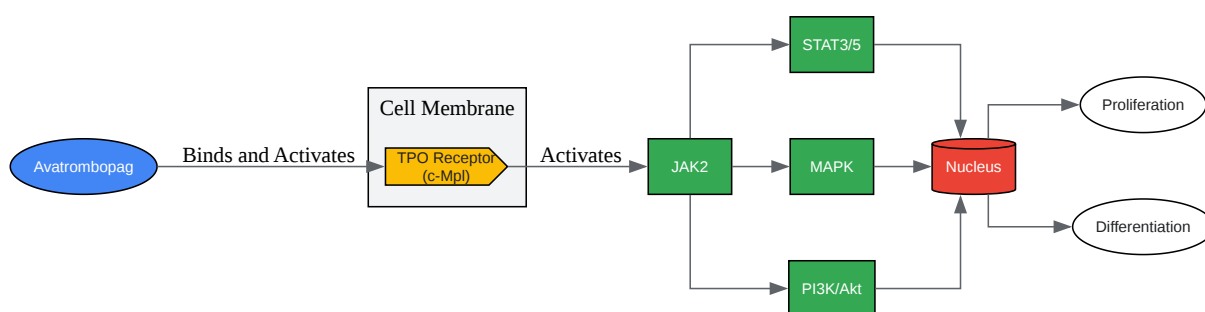 Avatrombopag
Binds and Activates
Cell Membrane
TPO Receptor
(c-Mpl)
Activates
JAK2
STAT3/5
MAPK
PI3K/Akt
Nucleus
Proliferation
Differentiation